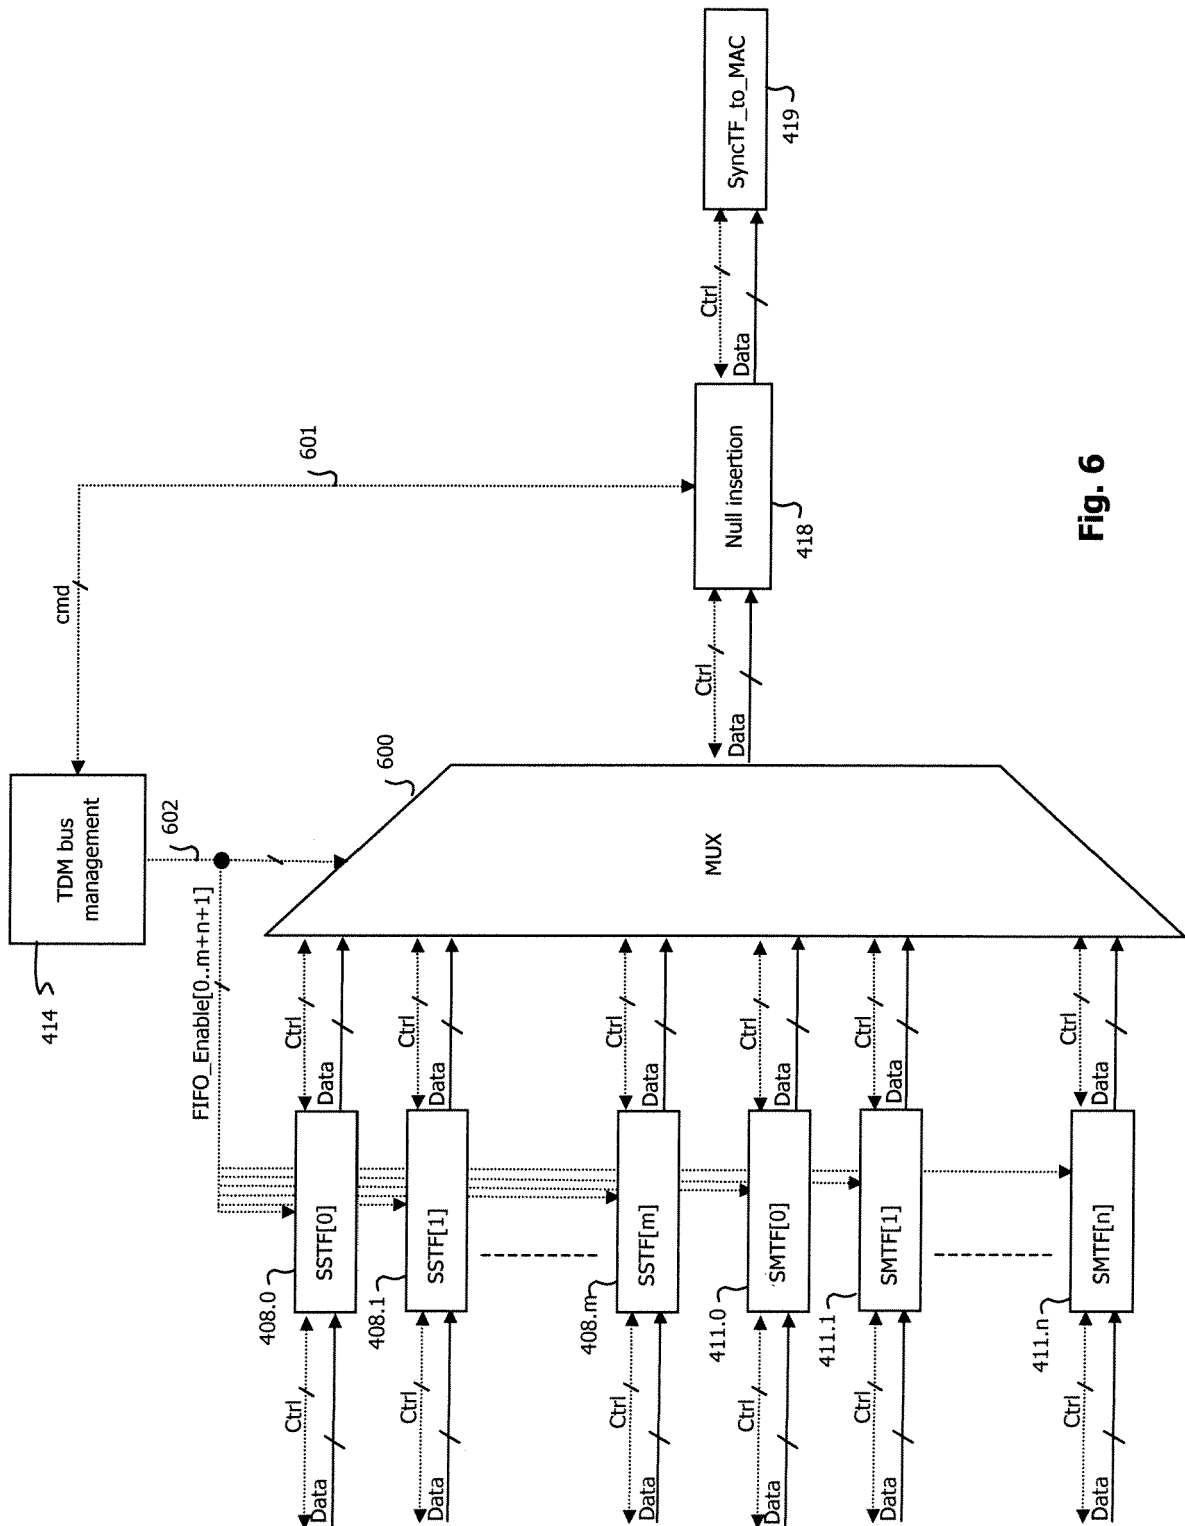 TDM bus
management
414
602
cmd
601
FIFO_Enable[0..m+n+1]
600
MUX
408.0
SSTF[0]
Data
Ctrl
Data
Ctrl
408.1
SSTF[1]
Data
Ctrl
Data
Ctrl
408.m
SSTF[m]
Data
Ctrl
Data
Ctrl
411.0
SMTF[0]
Data
Ctrl
Data
Ctrl
411.1
SMTF[1]
Data
Ctrl
Data
Ctrl
411.n
SMTF[n]
Data
Ctrl
Data
Ctrl
Data
Ctrl
Null insertion
418
Data
Ctrl
SyncTF_to_MAC
419
Fig. 6